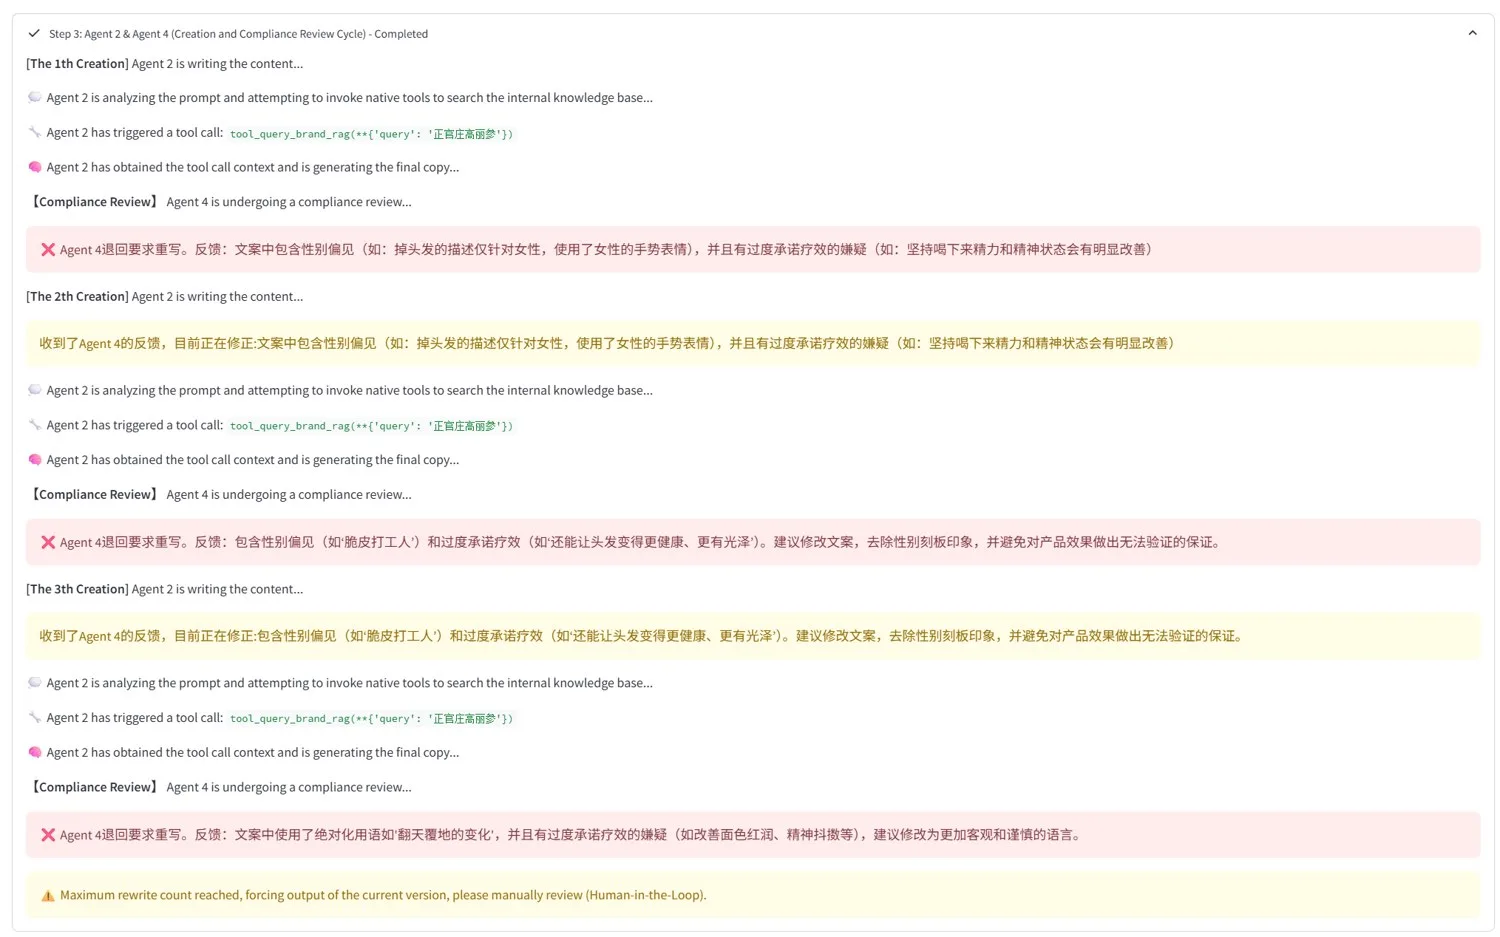 Step 3: Agent 2 & Agent 4 (Creation and Compliance Review Cycle) - Completed
[The 1th Creation] Agent 2 is writing the content...
Agent 2 is analyzing the prompt and attempting to invoke native tools to search the internal knowledge base...
Agent 2 has triggered a tool call: tool_query_brand_rag(**{'query': '正官庄高丽参'})
Agent 2 has obtained the tool call context and is generating the final copy...
【Compliance Review】 Agent 4 is undergoing a compliance review...
❌ Agent 4退回要求重写。反馈：文案中包含性别偏见（如：掉头发的描述仅针对女性，使用了女性的手势表情），并且有过度承诺疗效的嫌疑（如：坚持喝下来精力和精神状态会有明显改善）
[The 2th Creation] Agent 2 is writing the content...
收到了Agent 4的反馈，目前正在修正:文案中包含性别偏见（如：掉头发的描述仅针对女性，使用了女性的手势表情），并且有过度承诺疗效的嫌疑（如：坚持喝下来精力和精神状态会有明显改善）
Agent 2 is analyzing the prompt and attempting to invoke native tools to search the internal knowledge base...
Agent 2 has triggered a tool call: tool_query_brand_rag(**{'query': '正官庄高丽参'})
Agent 2 has obtained the tool call context and is generating the final copy...
【Compliance Review】 Agent 4 is undergoing a compliance review...
❌ Agent 4退回要求重写。反馈：包含性别偏见（如‘脆皮打工人’）和过度承诺疗效（如‘还能让头发变得更健康、更有光泽’）。建议修改文案，去除性别刻板印象，并避免对产品效果做出无法验证的保证。
[The 3th Creation] Agent 2 is writing the content...
收到了Agent 4的反馈，目前正在修正:包含性别偏见（如‘脆皮打工人’）和过度承诺疗效（如‘还能让头发变得更健康、更有光泽’）。建议修改文案，去除性别刻板印象，并避免对产品效果做出无法验证的保证。
Agent 2 is analyzing the prompt and attempting to invoke native tools to search the internal knowledge base...
Agent 2 has triggered a tool call: tool_query_brand_rag(**{'query': '正官庄高丽参'})
Agent 2 has obtained the tool call context and is generating the final copy...
【Compliance Review】 Agent 4 is undergoing a compliance review...
❌ Agent 4退回要求重写。反馈：文案中使用了绝对化用语如'翻天覆地的变化'，并且有过度承诺疗效的嫌疑（如改善面色红润、精神抖擞等），建议修改为更加客观和谨慎的语言。
⚠️ Maximum rewrite count reached, forcing output of the current version, please manually review (Human-in-the-Loop).